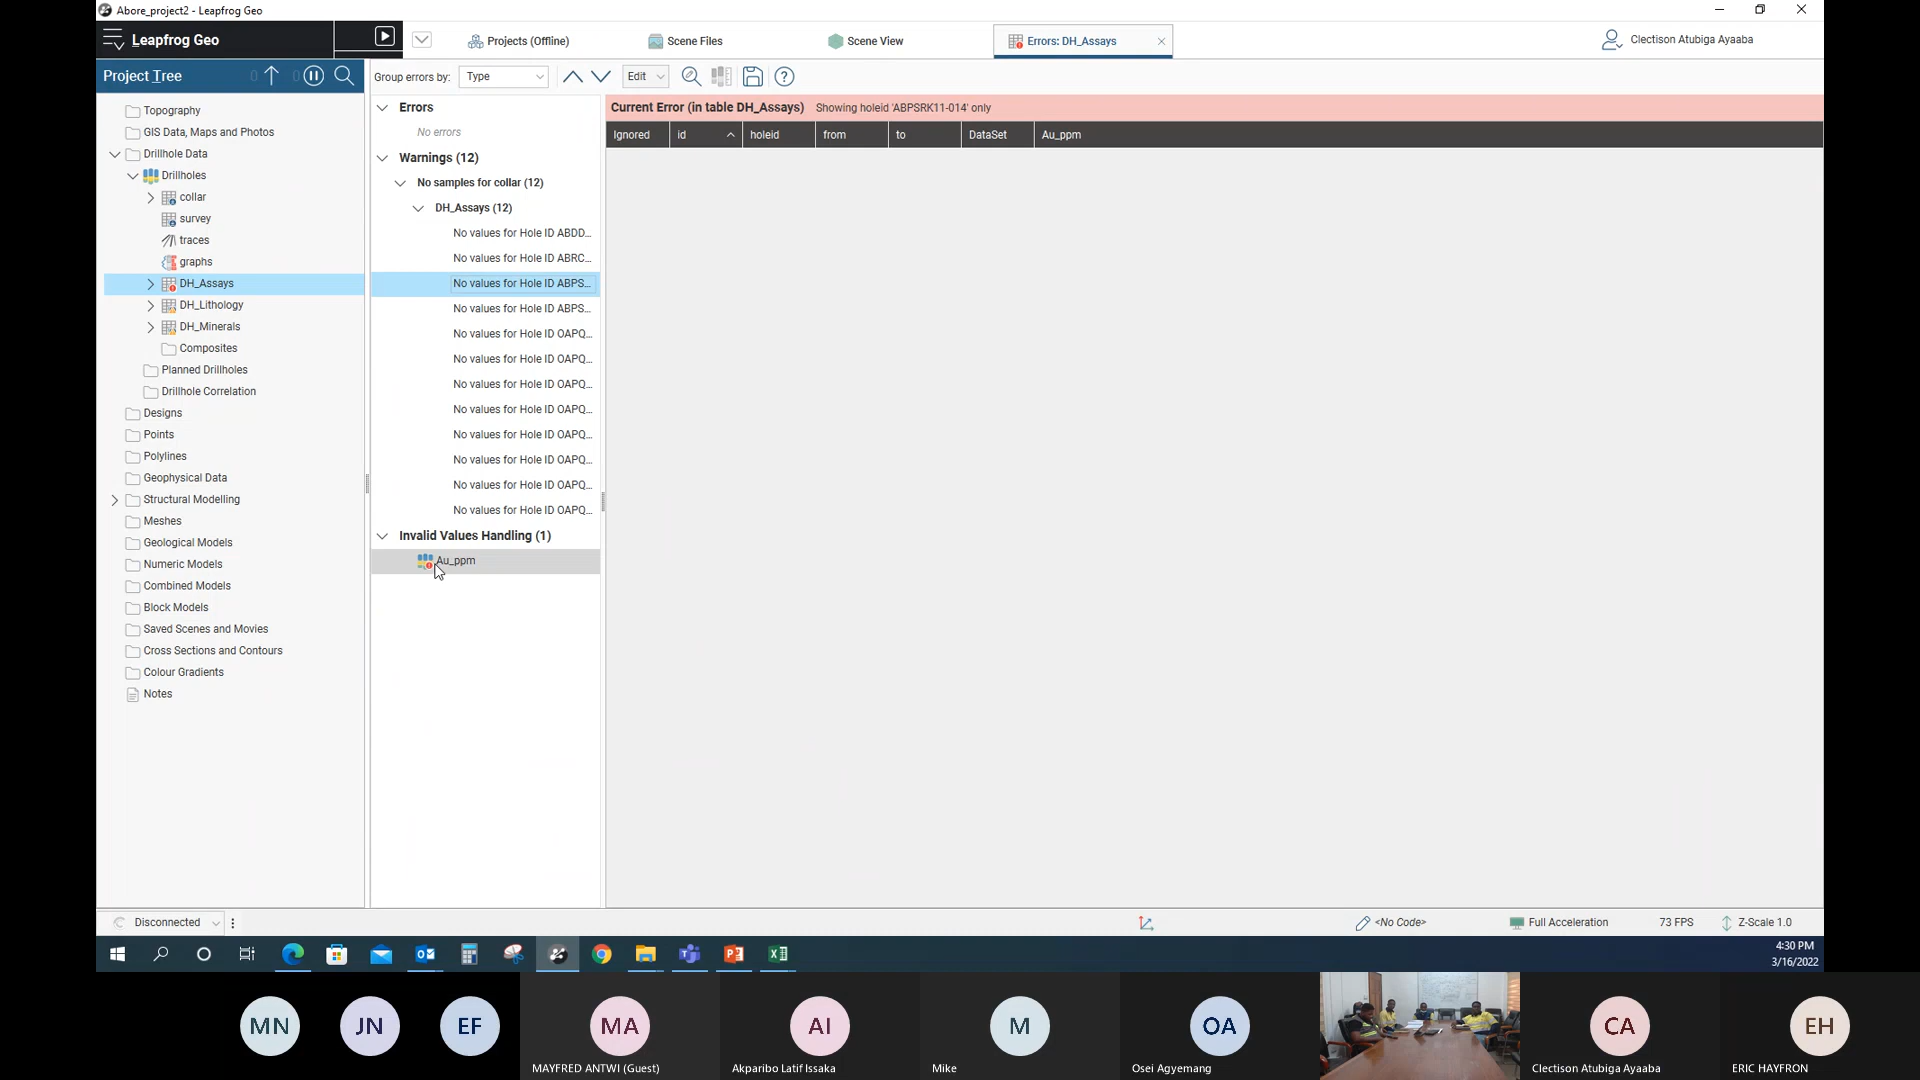 Abore_project2 - Leapfrog Geo
Leapfrog Geo
Projects (Offline)
Scene Files
Scene View
Errors: DH_Assays
Clectison Atubiga Ayaaba
Project Tree
0
0
Group errors by:
Type
Edit
Topography
GIS Data, Maps and Photos
Drillhole Data
Drillholes
collar
survey
traces
graphs
DH_Assays
DH_Lithology
DH_Minerals
Composites
Planned Drillholes
Drillhole Correlation
Designs
Points
Polylines
Geophysical Data
Structural Modelling
Meshes
Geological Models
Numeric Models
Combined Models
Block Models
Saved Scenes and Movies
Cross Sections and Contours
Colour Gradients
Notes
Errors
No errors
Warnings (12)
No samples for collar (12)
DH_Assays (12)
No values for Hole ID ABDD...
No values for Hole ID ABRC...
No values for Hole ID ABPS...
No values for Hole ID ABPS...
No values for Hole ID OAPQ...
No values for Hole ID OAPQ...
No values for Hole ID OAPQ...
No values for Hole ID OAPQ...
No values for Hole ID OAPQ...
No values for Hole ID OAPQ...
No values for Hole ID OAPQ...
No values for Hole ID OAPQ...
Invalid Values Handling (1)
Au_ppm
Current Error (in table DH_Assays) Showing holeid 'ABPSRK11-014' only
Ignored id holeid from to DataSet Au_ppm
Disconnected
<No Code>
Full Acceleration
73 FPS
Z-Scale 1.0
4:30 PM
3/16/2022
MN
JN
EF
MA
AI
M
OA
CA
EH
MAYFRED ANTWI (Guest)
Akparibo Latif Issaka
Mike
Osei Agyemang
Clectison Atubiga Ayaaba
ERIC HAYFRON